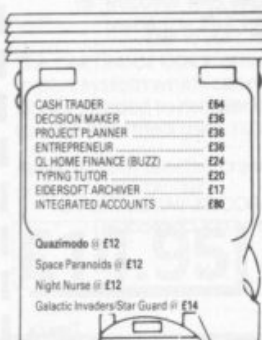 CASH TRADER .................... £64
DECISION MAKER .................... £36
PROJECT PLANNER .................... £36
ENTREPRENEUR .................... £36
QL HOME FINANCE (BUZZ) ............ £24
TYPING TUTOR .................... £20
EIDERSOFT ARCHIVER .............. £17
INTEGRATED ACCOUNTS ............ £80
Quazimodo @ £12
Space Paranoids @ £12
Night Nurse @ £12
Galactic Invaders/Star Guard @ £14